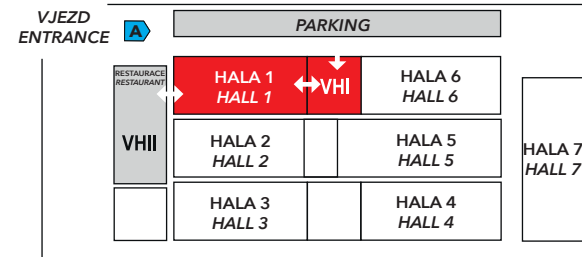 VJEZD
ENTRANCE
A
PARKING
RESTAURACE
RESTAURANT
VHII
HALA 1
HALL 1
VHI
HALA 6
HALL 6
HALA 2
HALL 2
HALA 5
HALL 5
HALA 7
HALL 7
HALA 3
HALL 3
HALA 4
HALL 4